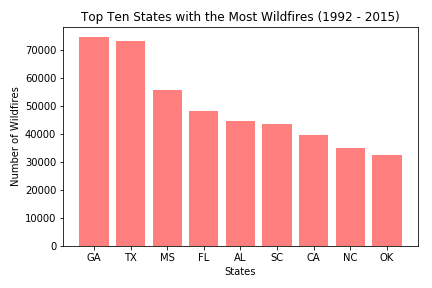 Top Ten States with the Most Wildfires (1992 - 2015)
70000
60000
50000
40000
30000
20000
10000
0
Number of Wildfires
GA TX MS FL AL SC CA NC OK
States